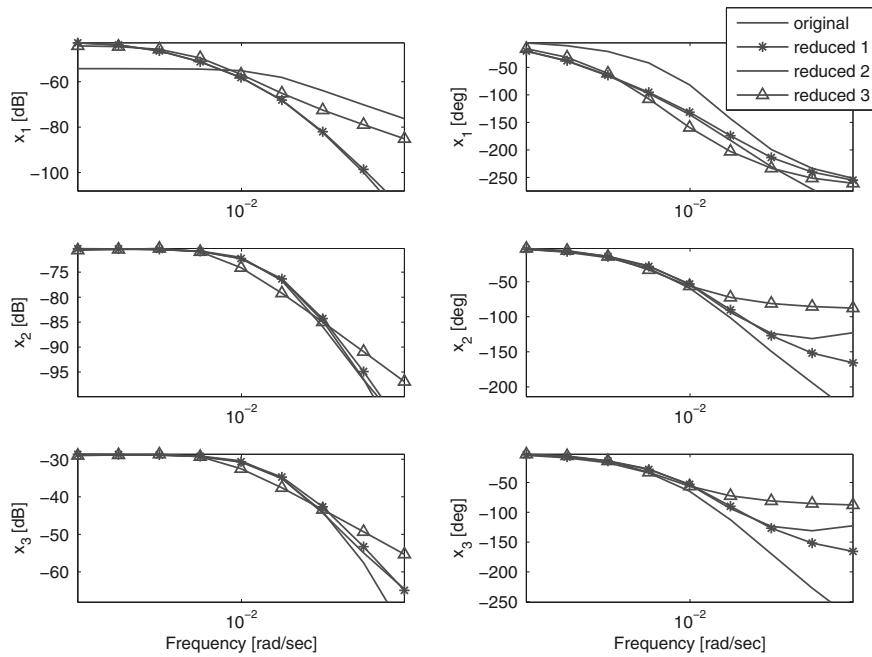 original
reduced 1
reduced 2
reduced 3
x1 [dB]
−60
−80
−100
10−2
x1 [deg]
−50
−100
−150
−200
−250
10−2
x2 [dB]
−75
−80
−85
−90
−95
10−2
x2 [deg]
−50
−100
−150
−200
10−2
x3 [dB]
−30
−40
−50
−60
10−2
Frequency [rad/sec]
x3 [deg]
−50
−100
−150
−200
−250
10−2
Frequency [rad/sec]